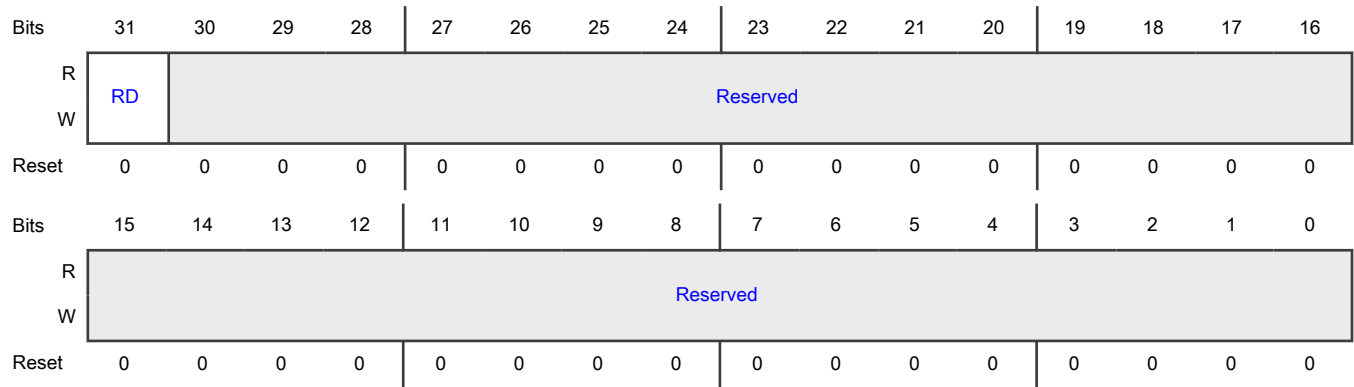 Bits 31 30 29 28 27 26 25 24 23 22 21 20 19 18 17 16
R
RD Reserved
W
Reset 0 0 0 0 0 0 0 0 0 0 0 0 0 0 0 0
Bits 15 14 13 12 11 10 9 8 7 6 5 4 3 2 1 0
R
Reserved
W
Reset 0 0 0 0 0 0 0 0 0 0 0 0 0 0 0 0